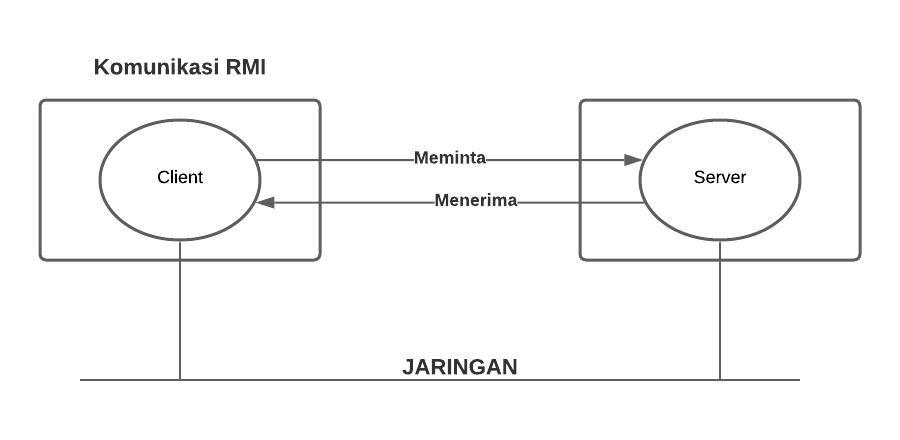 Komunikasi RMI
Client
Meminta
Server
Menerima
JARINGAN